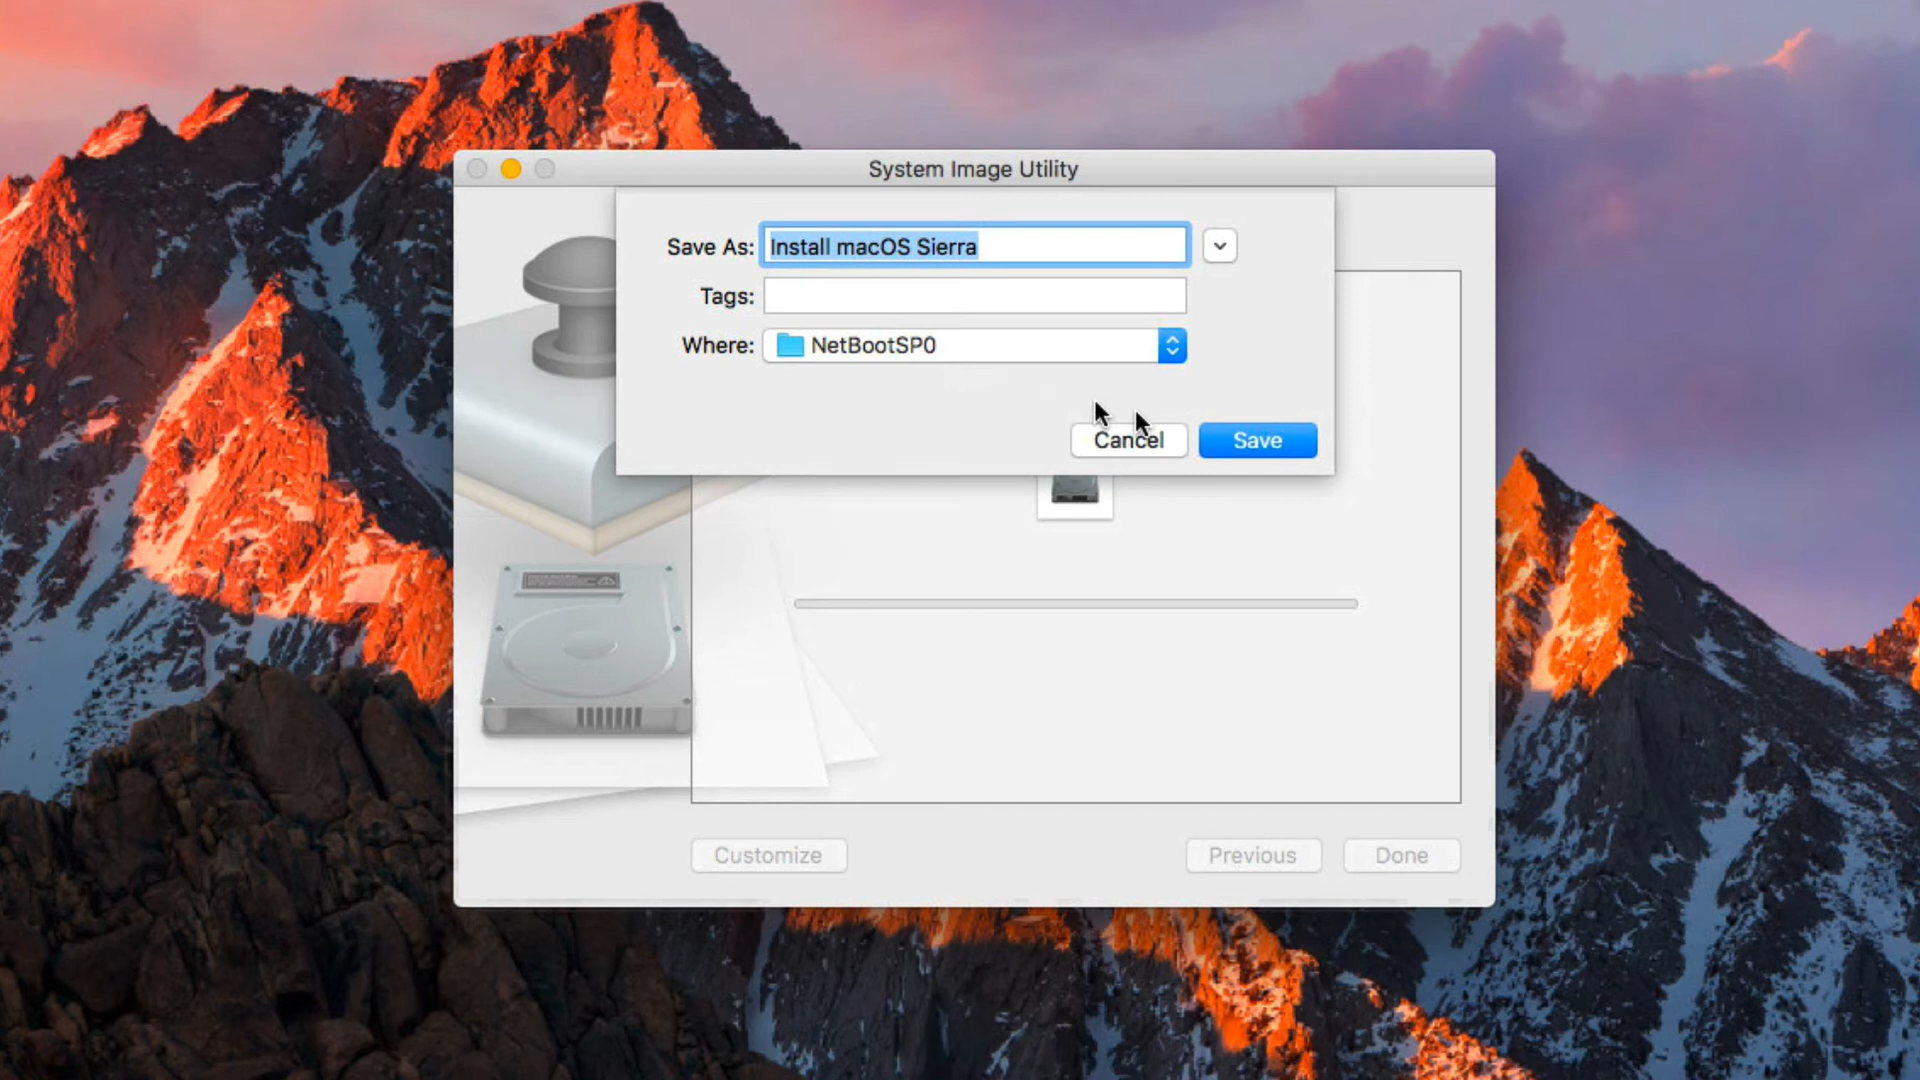 System Image Utility
Save As: Install macOS Sierra
Tags:
Where: NetBootSP0
Cancel Save
Customize Previous Done